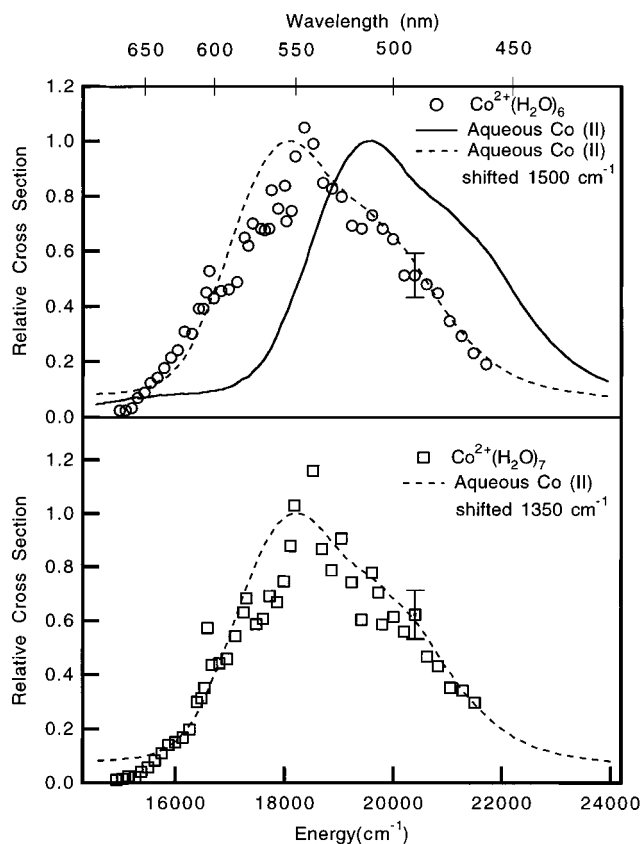 Wavelength (nm)
650 600 550 500 450
1.2
1.0
0.8
0.6
0.4
0.2
0.0
Relative Cross Section
Co²⁺(H₂O)₆
Aqueous Co (II)
Aqueous Co (II)
shifted 1500 cm⁻¹
1.2
1.0
0.8
0.6
0.4
0.2
0.0
Relative Cross Section
Co²⁺(H₂O)₇
Aqueous Co (II)
shifted 1350 cm⁻¹
16000 18000 20000 22000 24000
Energy(cm⁻¹)